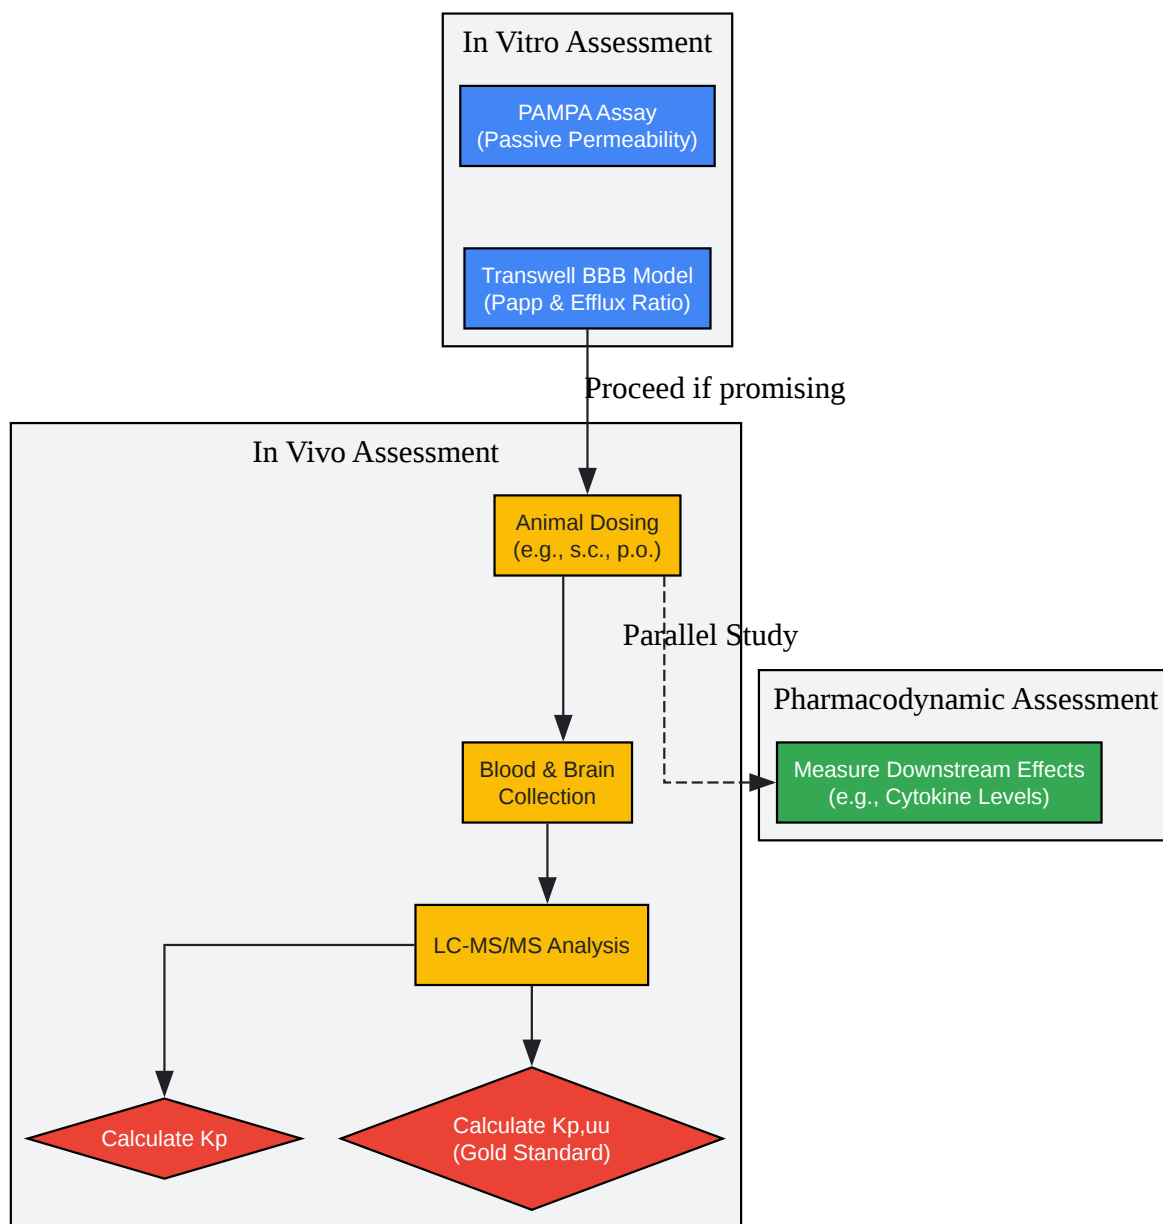 In Vitro Assessment
PAMPA Assay
(Passive Permeability)
Transwell BBB Model
(Papp & Efflux Ratio)
Proceed if promising
In Vivo Assessment
Animal Dosing
(e.g., s.c., p.o.)
Parallel Study
Pharmacodynamic Assessment
Blood & Brain
Collection
Measure Downstream Effects
(e.g., Cytokine Levels)
LC-MS/MS Analysis
Calculate Kp
Calculate Kp,uu
(Gold Standard)